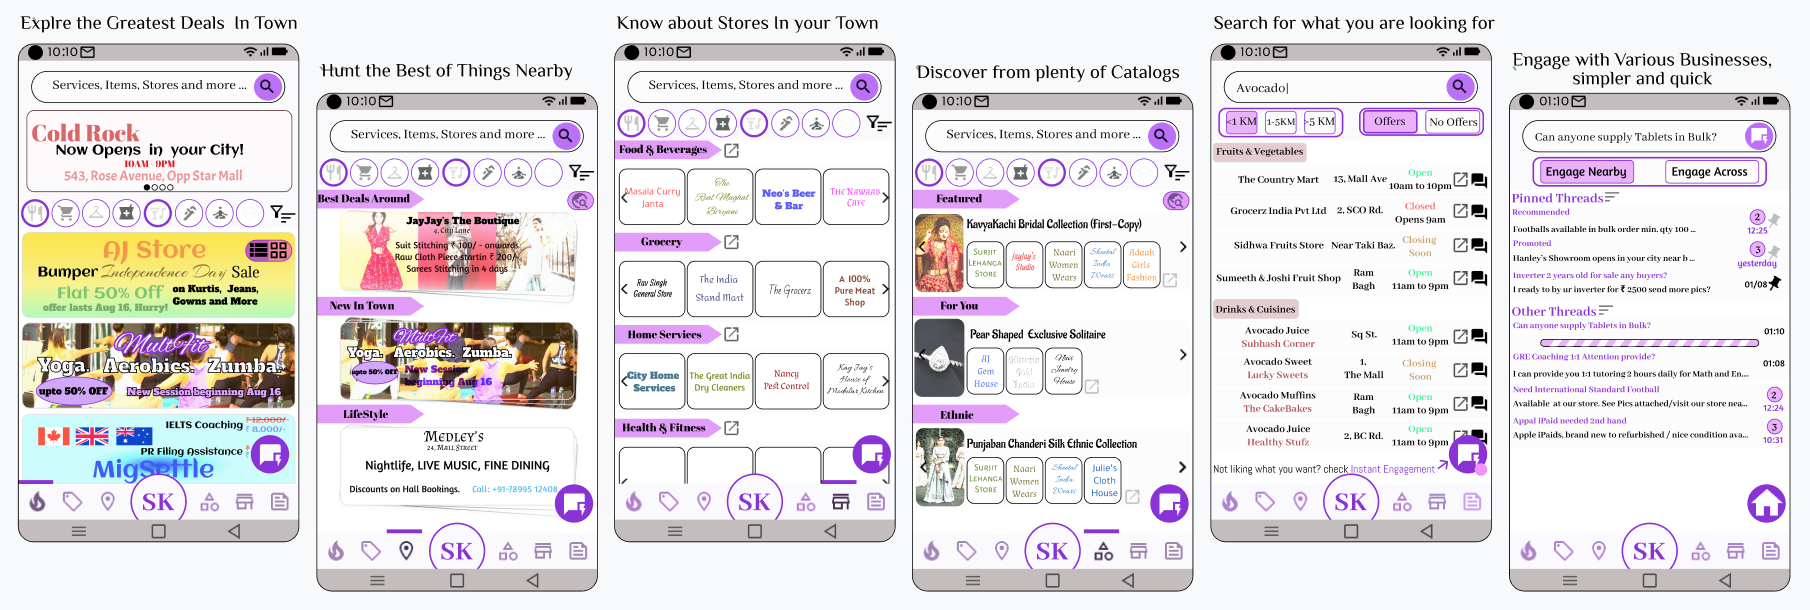 Explre the Greatest Deals In Town
10:10
Services, Items, Stores and more ...
Cold Rock
Now Opens in your City!
10AM - 9PM
543, Rose Avenue, Opp Star Mall
AJ Store
Bumper Independence Day Sale
Flat 50% Off
on Kurtis, Jeans,
Gowns and More
offer lasts Aug 16, Hurry!
MultiFit
Yoga. Aerobics. Zumba.
upto 50% OFF
New Session beginning Aug 16
IELTS Coaching
₹ 12,000/-
₹ 8,000/-
PR Filing Assistance
MigSettle
SK
Hunt the Best of Things Nearby
10:10
Services, Items, Stores and more ...
Best Deals Around
JayJay's The Boutique
4, City Lane
Suit Stitching ₹ 100/- onwards
Raw Cloth Piece startin ₹ 200/-
Sarees Stitching in 4 days
New In Town
MultiFit
Yoga. Aerobics. Zumba.
upto 50% OFF
New Session
beginning Aug 16
LifeStyle
MEDLEY'S
24, MALL STREET
Nightlife, LIVE MUSIC, FINE DINING
Discounts on Hall Bookings.
Call: +91-78995 12408
SK
Know about Stores In your Town
10:10
Services, Items, Stores and more ...
Food & Beverages
Masala Curry
Janta
The
Real Mughal
Biryani
Neo's Beer
& Bar
The Nawaab
Cafe
Grocery
Rav Singh
General Store
The India
Stand Mart
The Grocerz
A 100%
Pure Meat
Shop
Home Services
City Home
Services
The Great India
Dry Cleaners
Nancy
Pest Control
Kay Jay's
House of
Modular Kitchen
Health & Fitness
SK
Discover from plenty of Catalogs
10:10
Services, Items, Stores and more ...
Featured
KavyaKachi Bridal Collection (First-Copy)
Surjit
Lehanga
Store
JayJay's
Studio
Naari
Women
Wears
Sheetal
India
Wears
Adaah
Girls
Fashion
For You
Pear Shaped Exclusive Solitaire
AJ
Gem
House
Glitterin
Gold
India
Navi
Jewelry
House
Ethnic
Punjaban Chanderi Silk Ethnic Collection
Surjit
Lehanga
Store
Naari
Women
Wears
Sheetal
India
Wears
Julie's
Cloth
House
SK
Search for what you are looking for
10:10
Avocado|
<1 KM
1-5KM
>5 KM
Offers
No Offers
Fruits & Vegetables
The Country Mart
13, Mall Ave
Open
10am to 10pm
Grocerz India Pvt Ltd
2, SCO Rd.
Closed
Opens 9am
Sidhwa Fruits Store
Near Taki Baz.
Closing
Soon
Sumeeth & Joshi Fruit Shop
Ram
Bagh
Open
11am to 9pm
Drinks & Cuisines
Avocado Juice
Subhash Corner
Sq St.
Open
11am to 9pm
Avocado Sweet
Lucky Sweets
1,
The Mall
Closing
Soon
Avocado Muffins
The CakeBakes
Ram
Bagh
Open
11am to 9pm
Avocado Juice
Healthy Stufz
2, BC Rd.
Open
11am to 9pm
Not liking what you want? check Instant Engagement
SK
Engage with Various Businesses,
simpler and quick
01:10
Can anyone supply Tablets in Bulk?
Engage Nearby
Engage Across
Pinned Threads
Recommended
Footballs available in bulk order min. qty 100 ...
2
12:25
Promoted
Hanley's Showroom opens in your city near b ...
3
yesterday
Inverter 2 years old for sale any buyers?
I ready to by ur inverter for ₹ 2500 send more pics?
01/08
Other Threads
Can anyone supply Tablets in Bulk?
01:10
GRE Coaching 1:1 Attention provide?
I can provide you 1:1 tutoring 2 hours daily for Math and En...
01:08
Need International Standard Football
Available at our store. See Pics attached/visit our store nea...
2
12:24
Appal iPaid needed 2nd hand
Apple iPaids, brand new to refurbished / nice condition ava...
3
10:31
SK